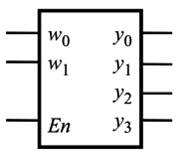 w₀ y₀
w₁ y₁
y₂
En y₃